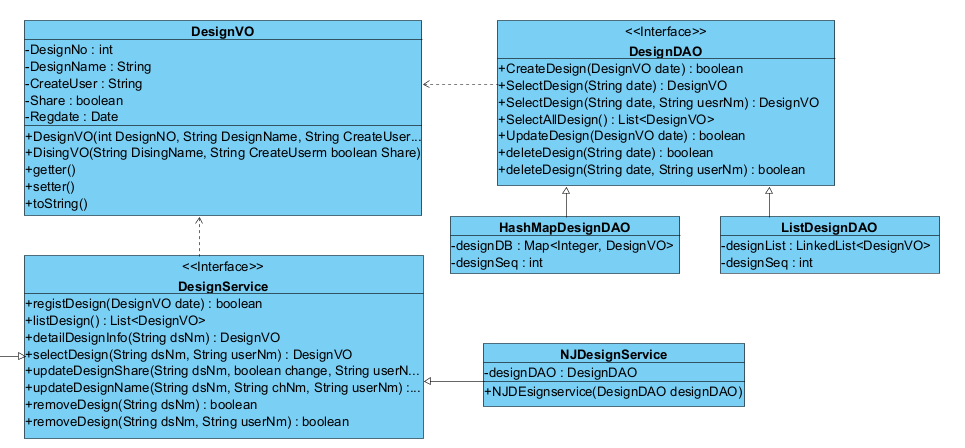 DesignVO
-DesignNo : int
-DesignName : String
-CreateUser : String
-Share : boolean
-Regdate : Date
+DesignVO(int DesignNO, String DesignName, String CreateUser...
+DisingVO(String DisingName, String CreateUserm boolean Share)
+getter()
+setter()
+toString()
<<Interface>>
DesignDAO
+CreateDesign(DesignVO date) : boolean
+SelectDesign(String date) : DesignVO
+SelectDesign(String date, String uesrNm) : DesignVO
+SelectAllDesign() : List<DesignVO>
+UpdateDesign(DesignVO date) : boolean
+deleteDesign(String date) : boolean
+deleteDesign(String date, String userNm) : boolean
HashMapDesignDAO
-designDB : Map<Integer, DesignVO>
-designSeq : int
ListDesignDAO
-designList : LinkedList<DesignVO>
-designSeq : int
<<Interface>>
DesignService
+registDesign(DesignVO date) : boolean
+listDesign() : List<DesignVO>
+detailDesignInfo(String dsNm) : DesignVO
+selectDesign(String dsNm, String userNm) : DesignVO
+updateDesignShare(String dsNm, boolean change, String userN...
+updateDesignName(String dsNm, String chNm, String userNm) :...
+removeDesign(String dsNm) : boolean
+removeDesign(String dsNm, String userNm) : boolean
NJDesignService
-designDAO : DesignDAO
+NJDEsignservice(DesignDAO designDAO)